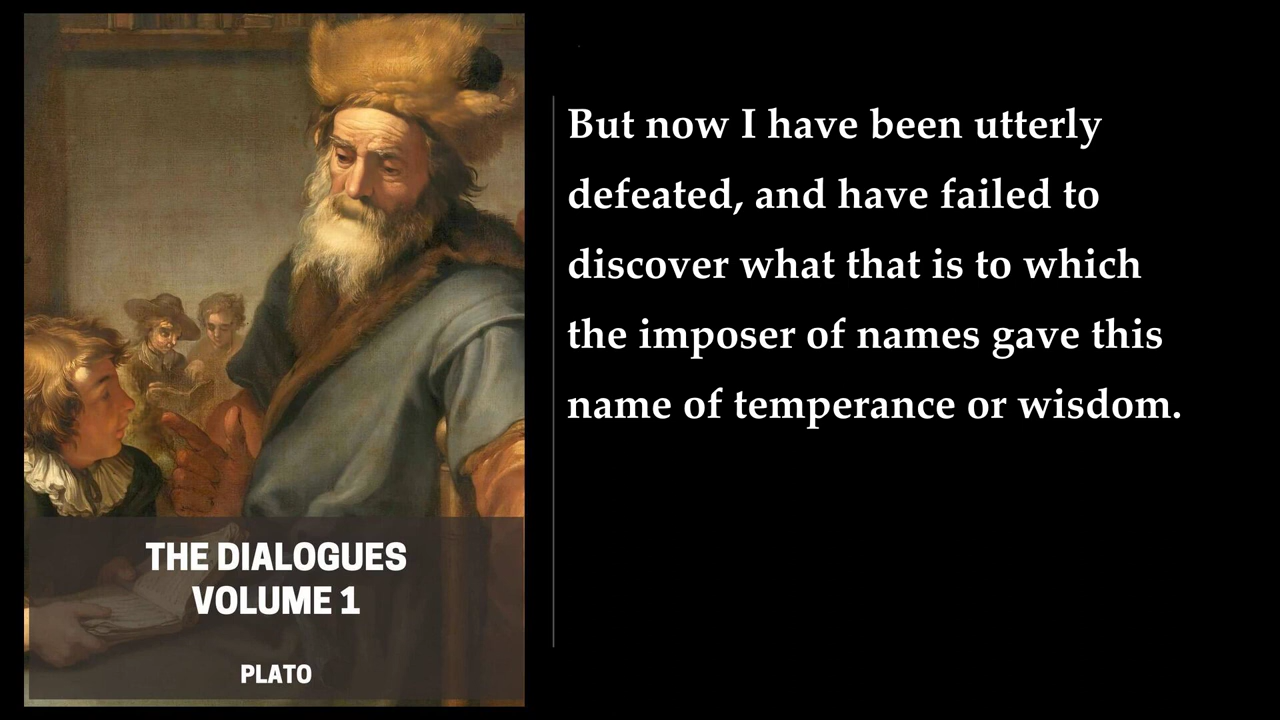 THE DIALOGUES
VOLUME 1
PLATO
But now I have been utterly
defeated, and have failed to
discover what that is to which
the imposer of names gave this
name of temperance or wisdom.